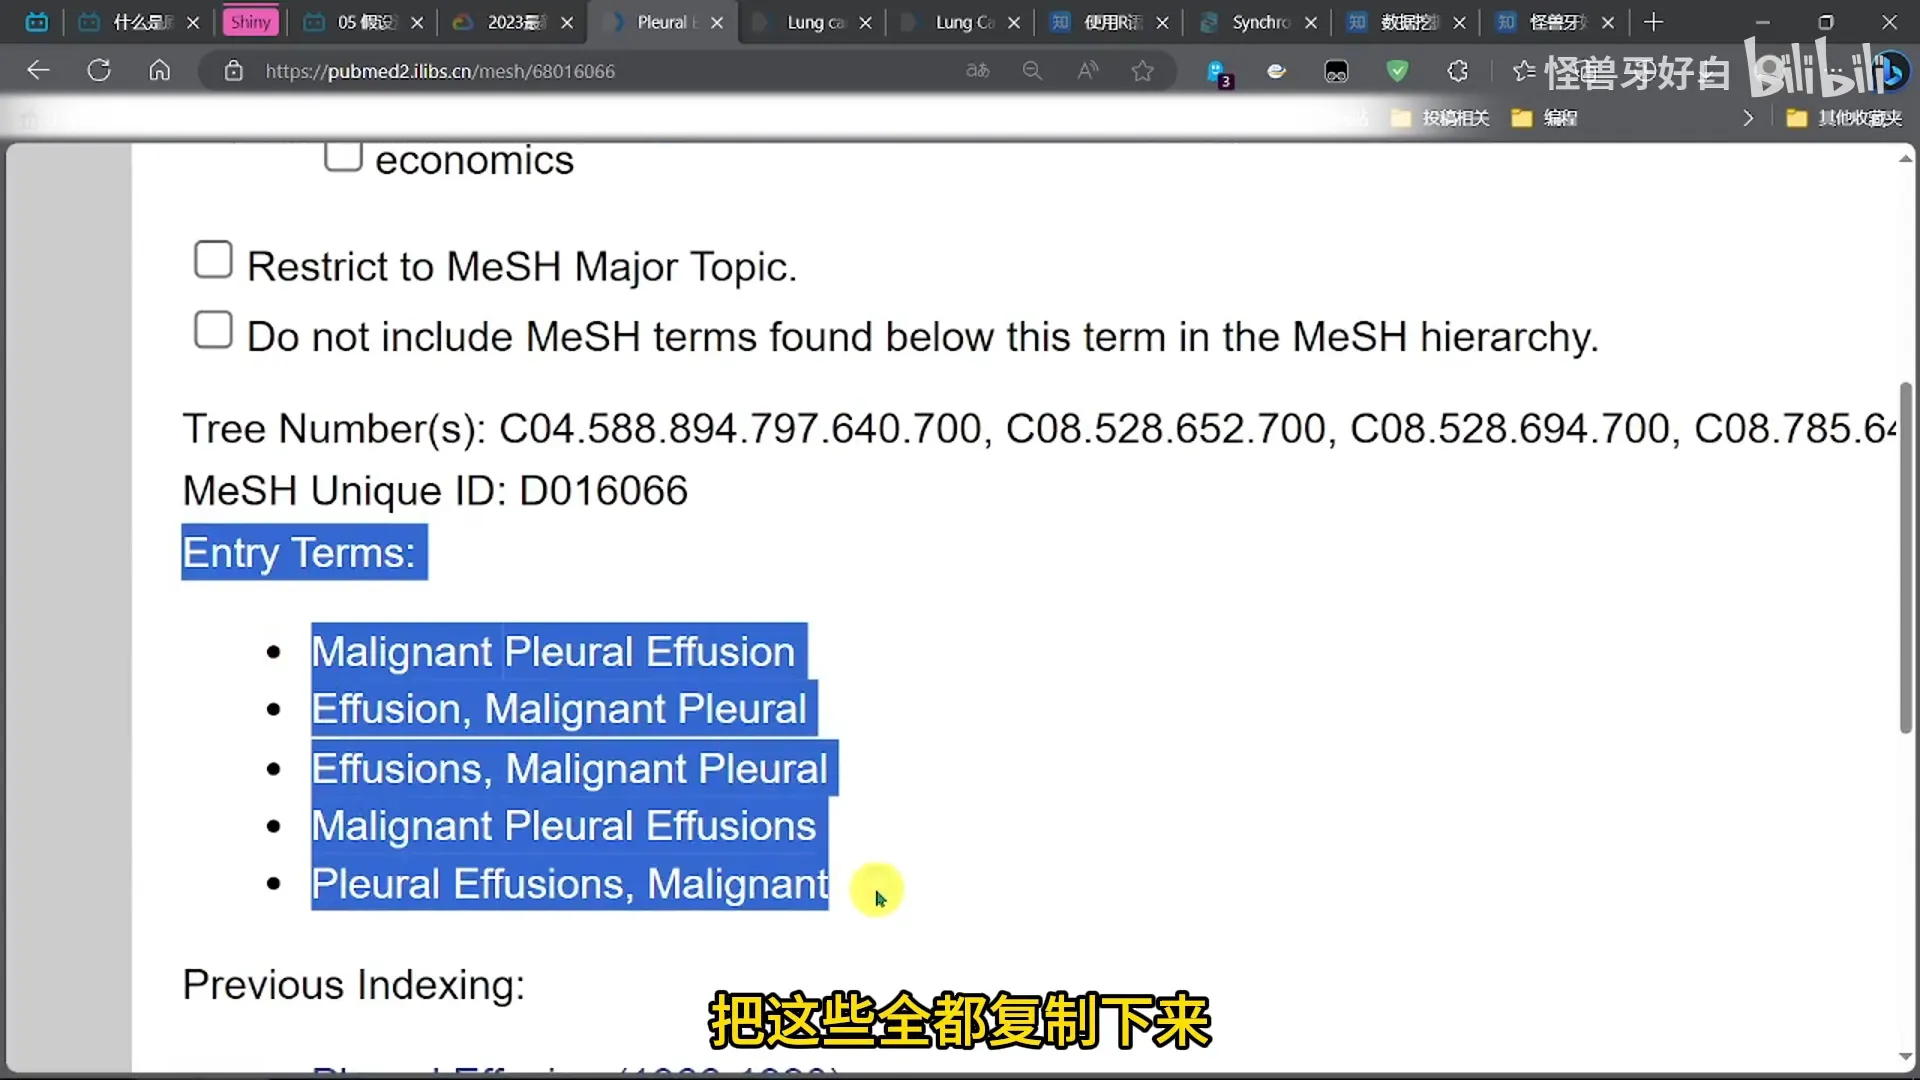 什么是
Shiny
05 假设
2023最
Pleural E
Lung ca
Lung Ca
使用R语
Synchro
数据挖
怪兽牙
https://pubmed2.ilibs.cn/mesh/68016066
3
怪兽牙好白 bilibili
投稿相关
编程
其他收藏夹
economics
Restrict to MeSH Major Topic.
Do not include MeSH terms found below this term in the MeSH hierarchy.
Tree Number(s): C04.588.894.797.640.700, C08.528.652.700, C08.528.694.700, C08.785.64
MeSH Unique ID: D016066
Entry Terms:
Malignant Pleural Effusion
Effusion, Malignant Pleural
Effusions, Malignant Pleural
Malignant Pleural Effusions
Pleural Effusions, Malignant
Previous Indexing:
把这些全都复制下来